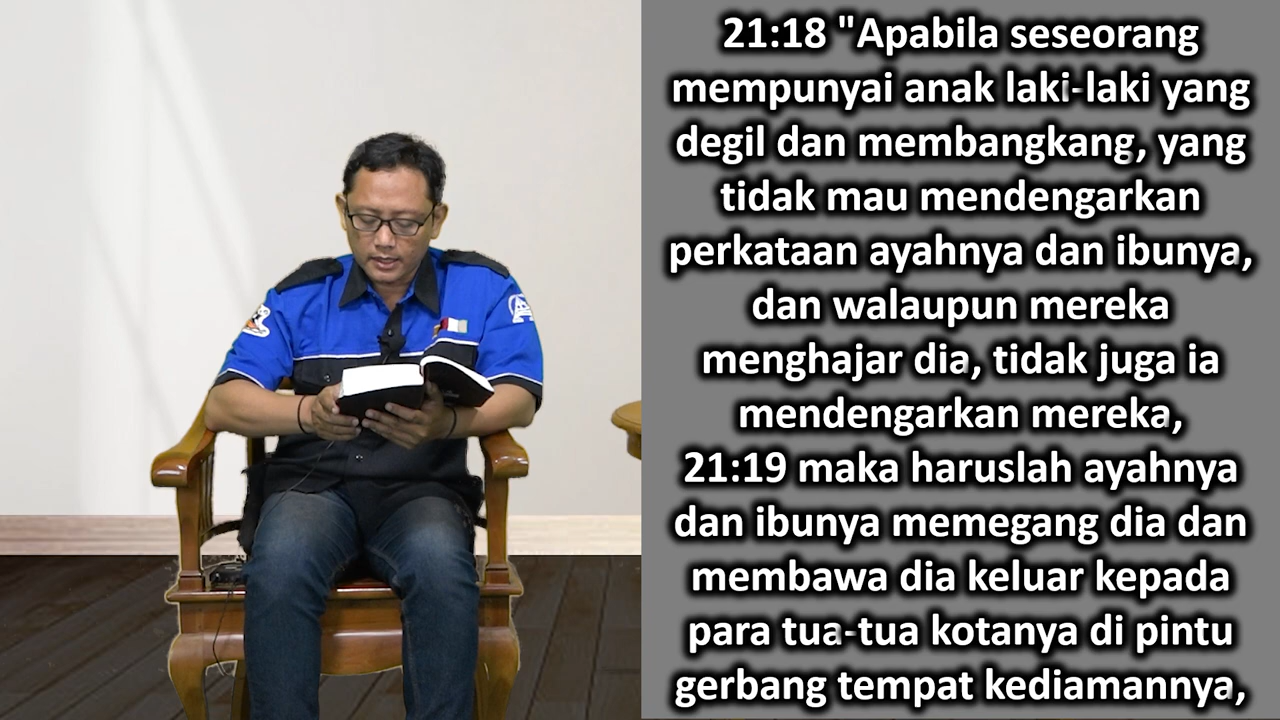 21:18 "Apabila seseorang
mempunyai anak laki-laki yang
degil dan membangkang, yang
tidak mau mendengarkan
perkataan ayahnya dan ibunya,
dan walaupun mereka
menghajar dia, tidak juga ia
mendengarkan mereka,
21:19 maka haruslah ayahnya
dan ibunya memegang dia dan
membawa dia keluar kepada
para tua-tua kotanya di pintu
gerbang tempat kediamannya,